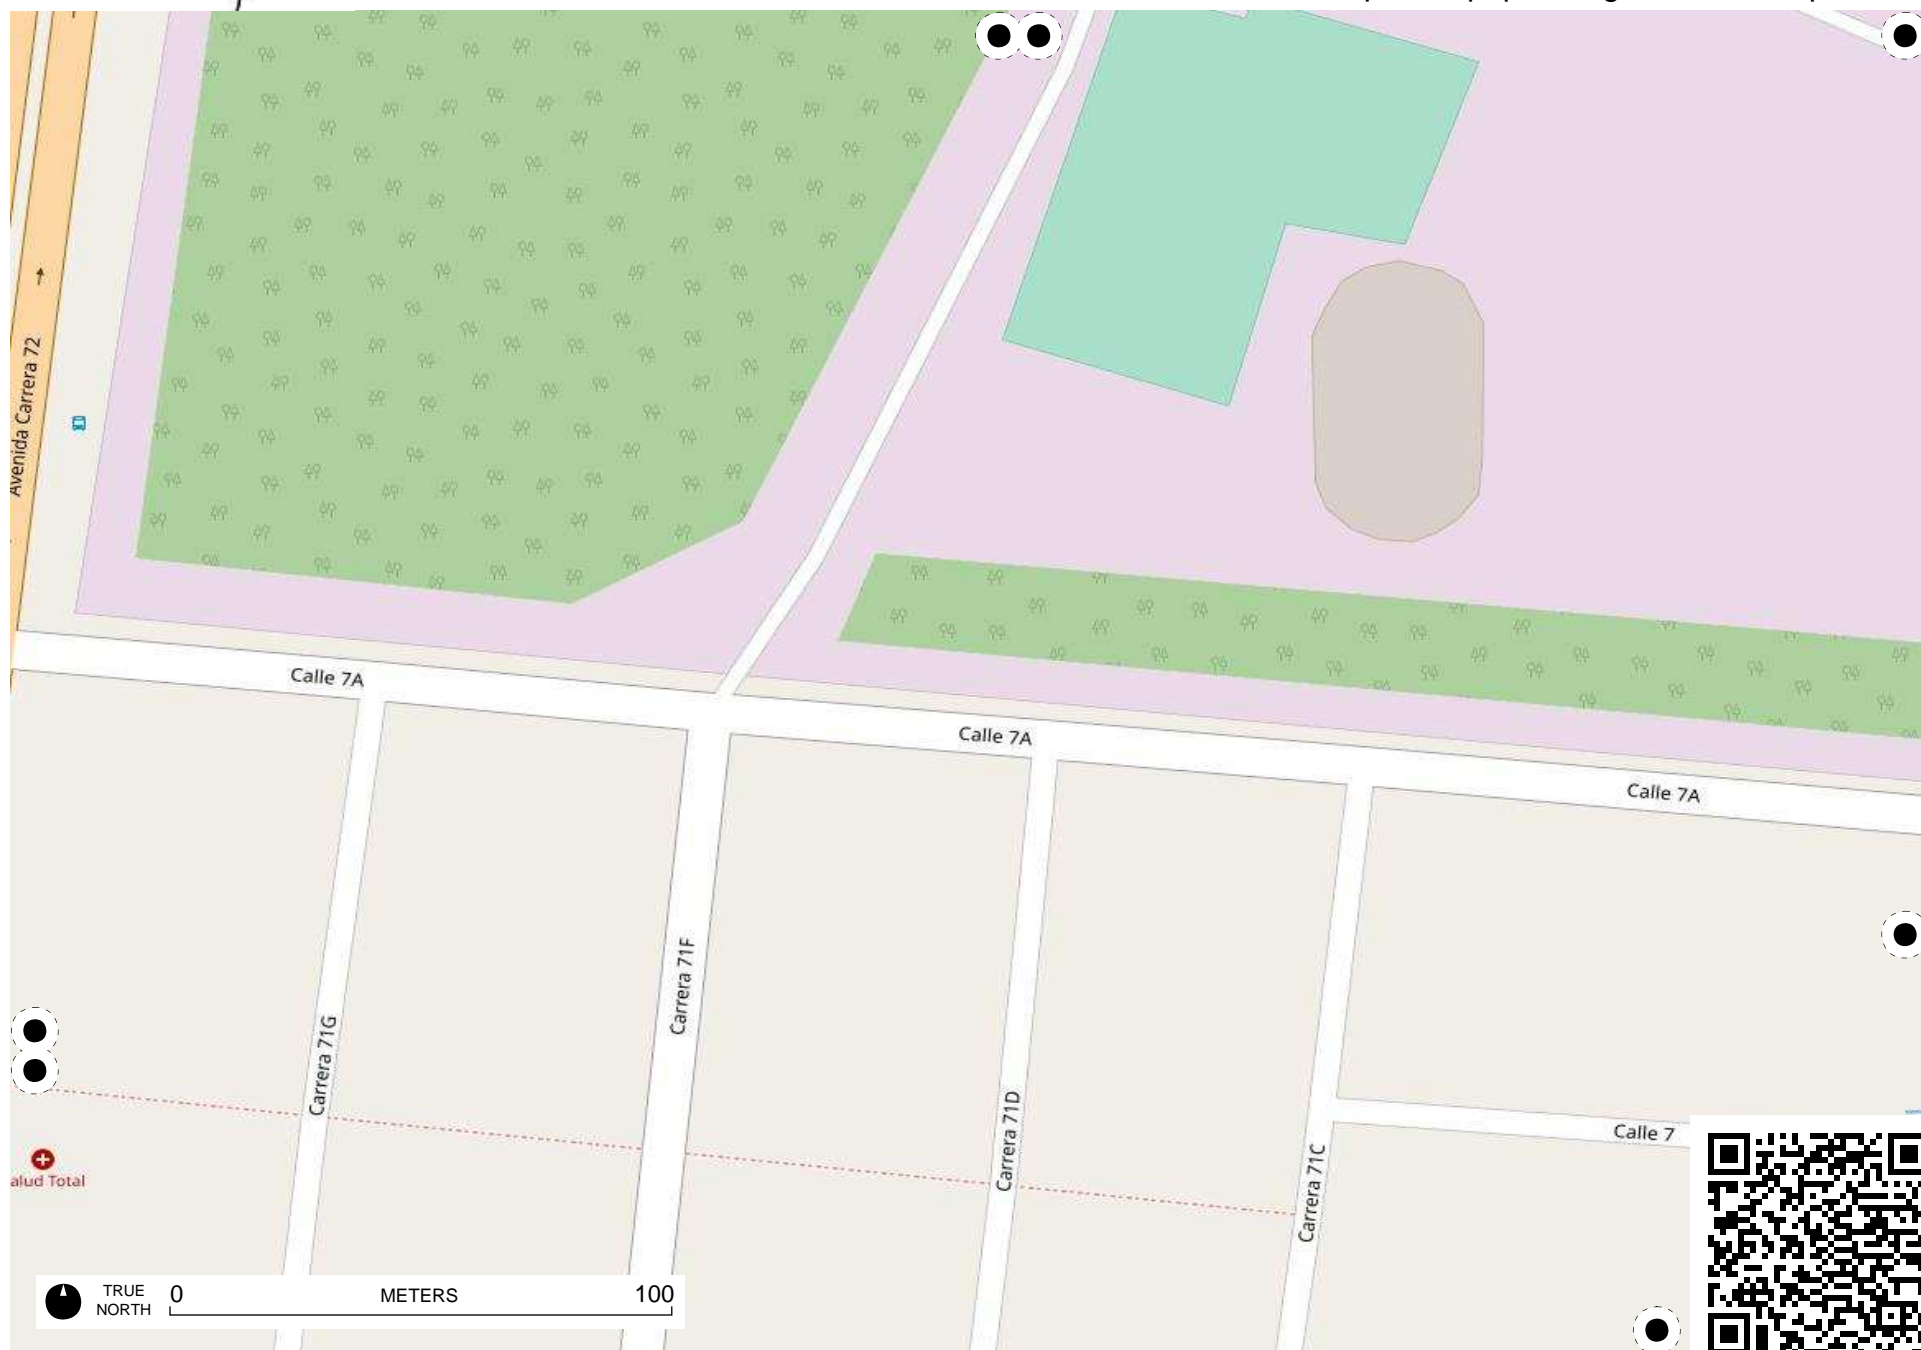 Avenida Carrera 72
Calle 7A
Calle 7A
Calle 7A
Carrera 71F
Carrera 71G
Carrera 71D
Carrera 71C
Calle 7
alud Total
TRUE
NORTH
0 METERS 100